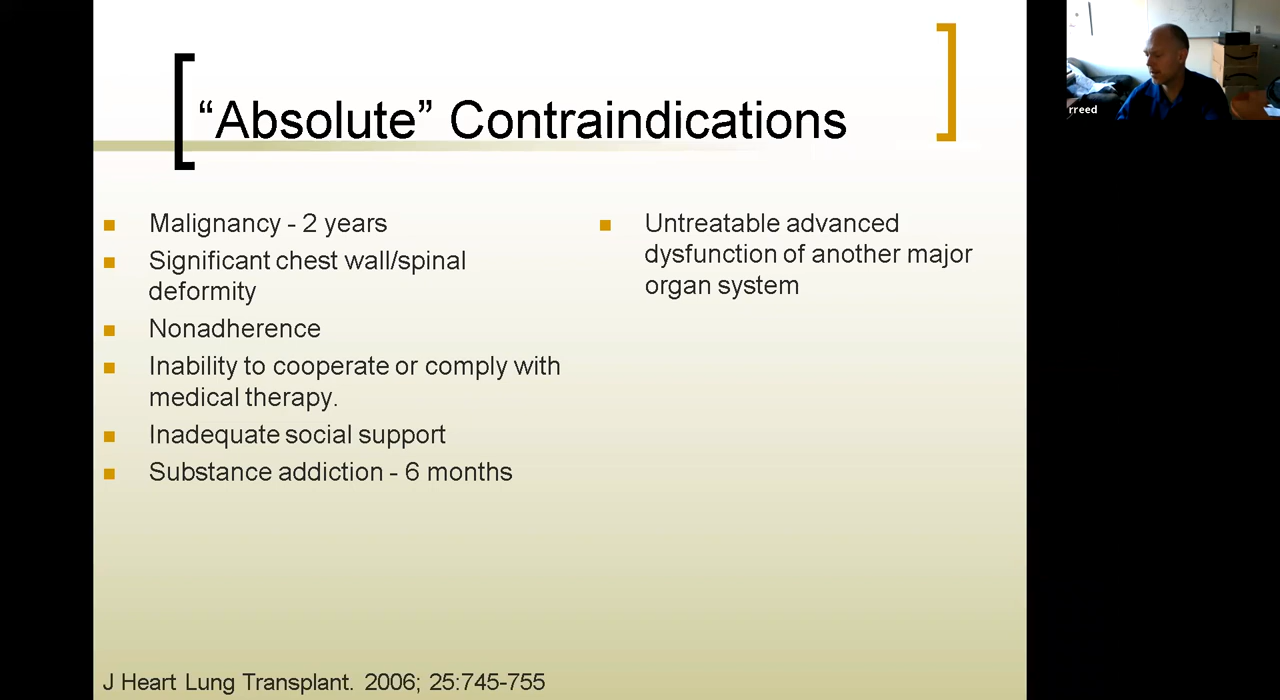 “Absolute” Contraindications
Malignancy - 2 years
Significant chest wall/spinal
deformity
Nonadherence
Inability to cooperate or comply with
medical therapy.
Inadequate social support
Substance addiction - 6 months
Untreatable advanced
dysfunction of another major
organ system
J Heart Lung Transplant. 2006; 25:745-755
rreed